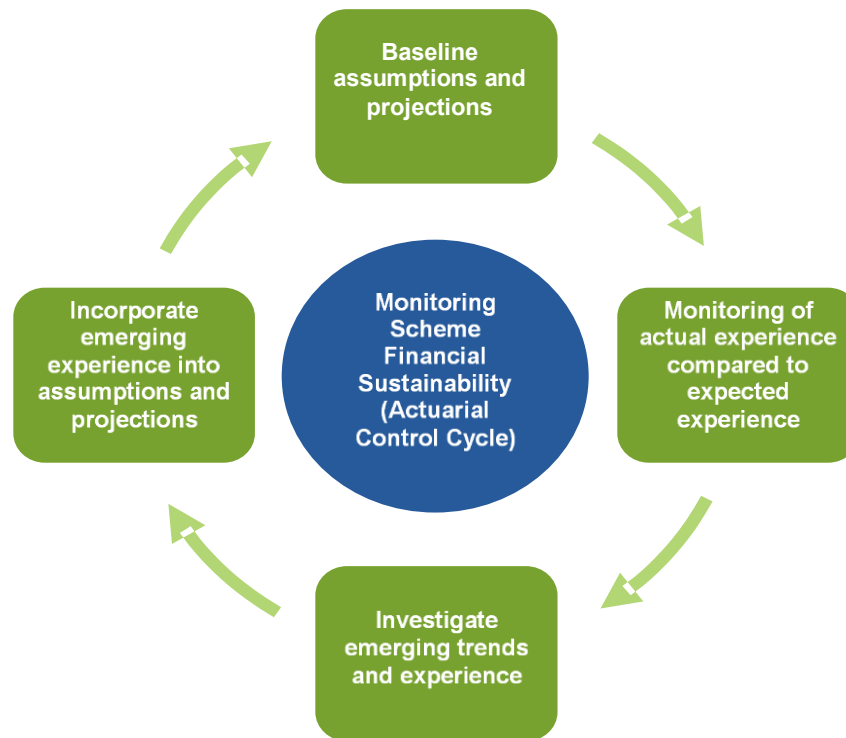 Baseline
assumptions and
projections
Monitoring
Scheme
Financial
Sustainability
(Actuarial
Control Cycle)
Incorporate
emerging
experience into
assumptions and
projections
Monitoring of
actual experience
compared to
expected
experience
Investigate
emerging trends
and experience